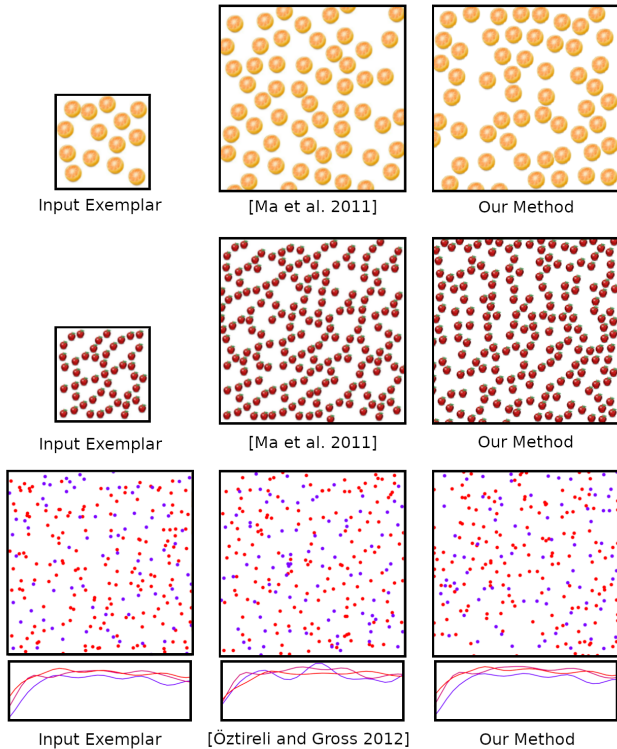 Input Exemplar
[Ma et al. 2011]
Our Method
Input Exemplar
[Ma et al. 2011]
Our Method
Input Exemplar
[Öztireli and Gross 2012]
Our Method